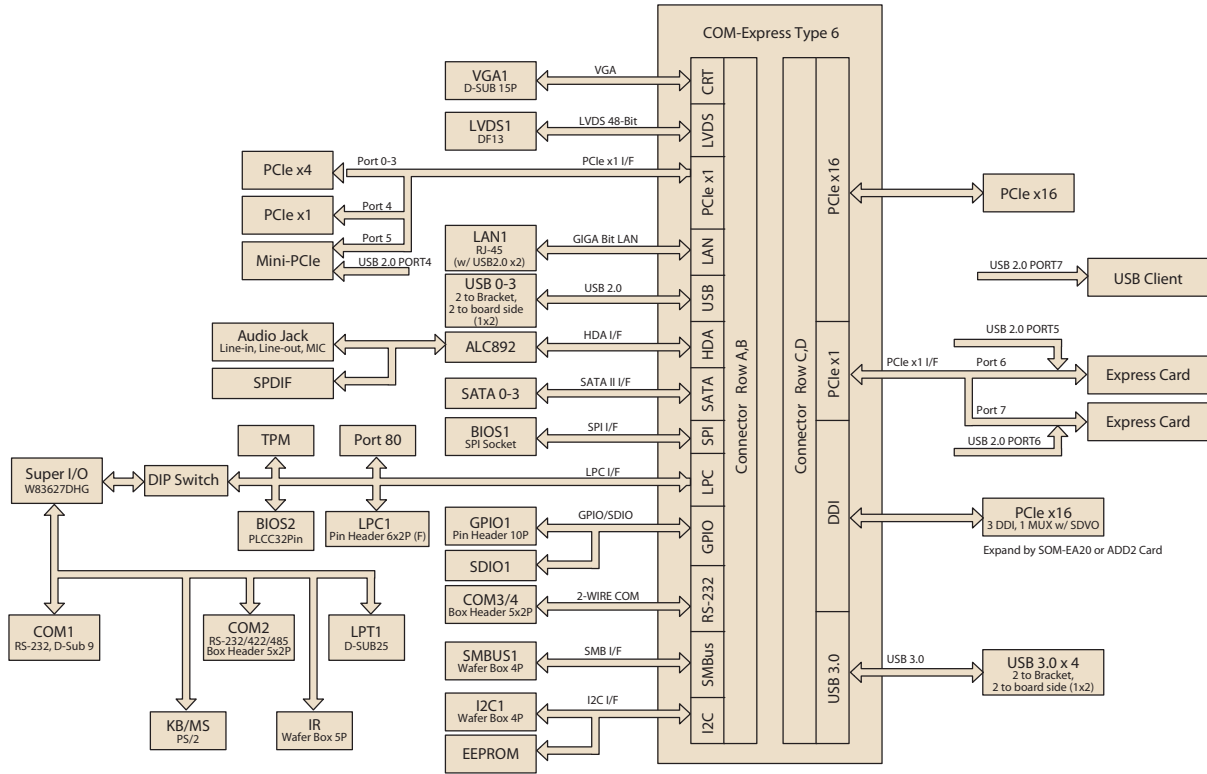 COM-Express Type 6
VGA1
D-SUB 15P
VGA
CRT
LVDS1
DF13
LVDS 48-Bit
LVDS
PCIe x4
Port 0-3
PCIe x1 I/F
PCIe x1
PCIe x1
Port 4
Mini-PCIe
Port 5
USB 2.0 PORT4
LAN1
RJ-45
(w/ USB2.0 x2)
GIGA Bit LAN
LAN
USB 0-3
2 to Bracket,
2 to board side
(1x2)
USB 2.0
USB
Audio Jack
Line-in, Line-out, MIC
SPDIF
ALC892
HDA I/F
HDA
SATA 0-3
SATA II I/F
SATA
BIOS1
SPI Socket
SPI I/F
SPI
TPM
Port 80
Super I/O
W83627DHG
DIP Switch
LPC I/F
LPC
BIOS2
PLCC32Pin
LPC1
Pin Header 6x2P (F)
GPIO1
Pin Header 10P
GPIO/SDIO
GPIO
SDIO1
COM3/4
Box Header 5x2P
2-WIRE COM
RS-232
COM1
RS-232, D-Sub 9
COM2
RS-232/422/485
Box Header 5x2P
LPT1
D-SUB25
KB/MS
PS/2
IR
Wafer Box 5P
SMBUS1
Wafer Box 4P
SMB I/F
SMBus
I2C1
Wafer Box 4P
I2C I/F
I2C
EEPROM
Connector Row A,B
Connector Row C,D
PCIe x16
PCIe x16
USB 2.0 PORT7
USB Client
USB 2.0 PORT5
PCIe x1
PCIe x1 I/F
Port 6
Express Card
Port 7
Express Card
USB 2.0 PORT6
DDI
PCIe x16
3 DDI, 1 MUX w/ SDVO
Expand by SOM-EA20 or ADD2 Card
USB 3.0
USB 3.0
USB 3.0 x 4
2 to Bracket,
2 to board side (1x2)